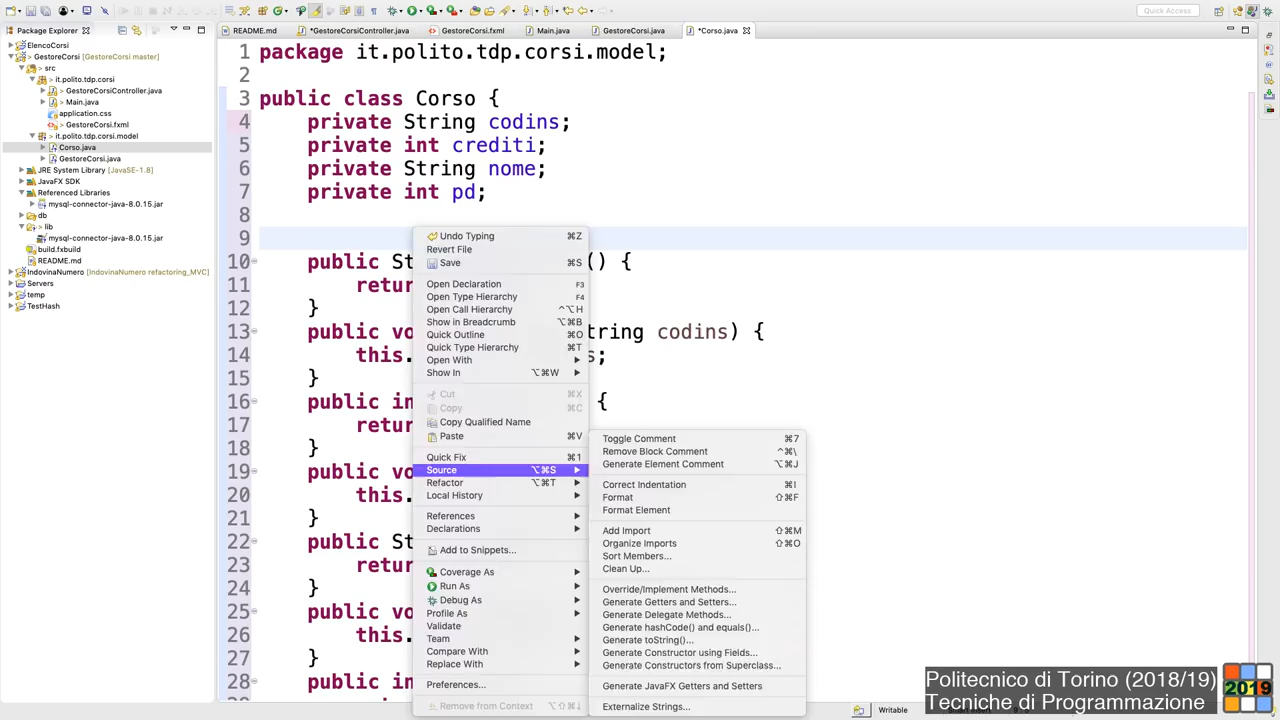 Quick Access
Package Explorer
README.md
*GestoreCorsiController.java
GestoreCorsi.fxml
Main.java
GestoreCorsi.java
*Corso.java
ElencoCorsi
> GestoreCorsi [GestoreCorsi master]
> src
> it.polito.tdp.corsi
> GestoreCorsiController.java
> Main.java
application.css
> GestoreCorsi.fxml
> it.polito.tdp.corsi.model
Corso.java
GestoreCorsi.java
JRE System Library [JavaSE-1.8]
JavaFX SDK
Referenced Libraries
mysql-connector-java-8.0.15.jar
db
> lib
mysql-connector-java-8.0.15.jar
build.fxbuild
README.md
IndovinaNumero [IndovinaNumero refactoring_MVC]
Servers
temp
TestHash
1 package it.polito.tdp.corsi.model;
2
3 public class Corso {
4 private String codins;
5 private int crediti;
6 private String nome;
7 private int pd;
8
9
10 public St () {
11 retur
12 }
13 public vo tring codins) {
14 this. s;
15 }
16 public in {
17 retur
18 }
19 public vo
20 this.
21 }
22 public St
23 retur
24 }
25 public vo
26 this.
27 }
28 public in
Undo Typing ⌘Z
Revert File
Save ⌘S
Open Declaration F3
Open Type Hierarchy F4
Open Call Hierarchy ^⌥H
Show in Breadcrumb ⌥⌘B
Quick Outline ⌘O
Quick Type Hierarchy ⌘T
Open With
Show In ⌥⌘W
Cut ⌘X
Copy ⌘C
Copy Qualified Name
Paste ⌘V
Quick Fix ⌘1
Source ⌥⌘S
Refactor ⌥⌘T
Local History
References
Declarations
Add to Snippets...
Coverage As
Run As
Debug As
Profile As
Validate
Team
Compare With
Replace With
Preferences...
Remove from Context ⌥⇧⌘↓
Toggle Comment ⌘7
Remove Block Comment ^⌘\
Generate Element Comment ⌥⌘J
Correct Indentation ⌘I
Format ⇧⌘F
Format Element
Add Import ⇧⌘M
Organize Imports ⇧⌘O
Sort Members...
Clean Up...
Override/Implement Methods...
Generate Getters and Setters...
Generate Delegate Methods...
Generate hashCode() and equals()...
Generate toString()...
Generate Constructor using Fields...
Generate Constructors from Superclass...
Generate JavaFX Getters and Setters
Externalize Strings...
Politecnico di Torino (2018/19)
Tecniche di Programmazione
2019
Writable